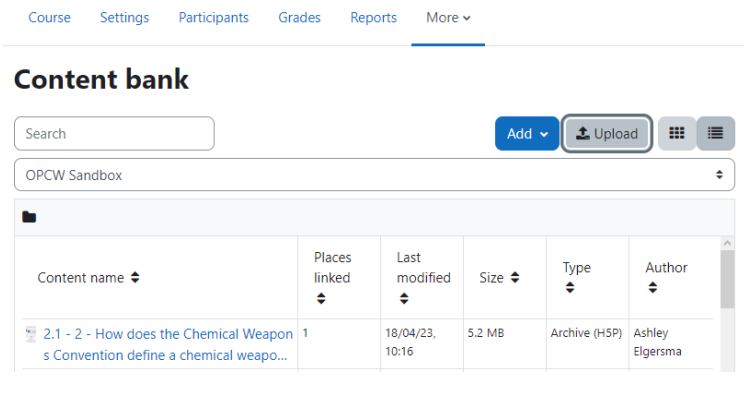 Course Settings Participants Grades Reports More
Content bank
Search
Add Upload
OPCW Sandbox
Content name Places linked Last modified Size Type Author
2.1 - 2 - How does the Chemical Weapon 1 18/04/23, 5.2 MB Archive (H5P) Ashley
s Convention define a chemical weapo... 10:16 Elgersma